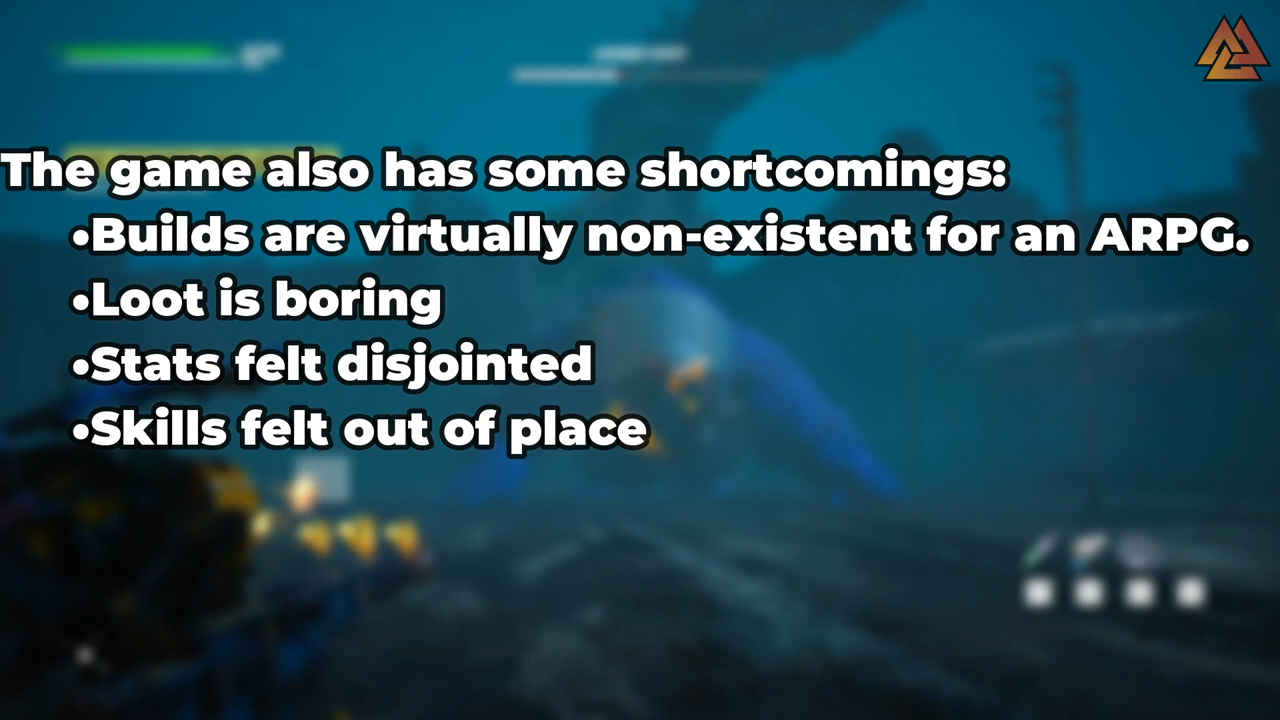 The game also has some shortcomings:
•Builds are virtually non-existent for an ARPG.
•Loot is boring
•Stats felt disjointed
•Skills felt out of place